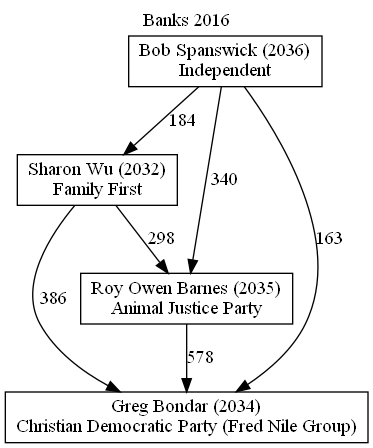 Banks 2016
Bob Spanswick (2036)
Independent
184
340
163
Sharon Wu (2032)
Family First
298
386
Roy Owen Barnes (2035)
Animal Justice Party
578
Greg Bondar (2034)
Christian Democratic Party (Fred Nile Group)